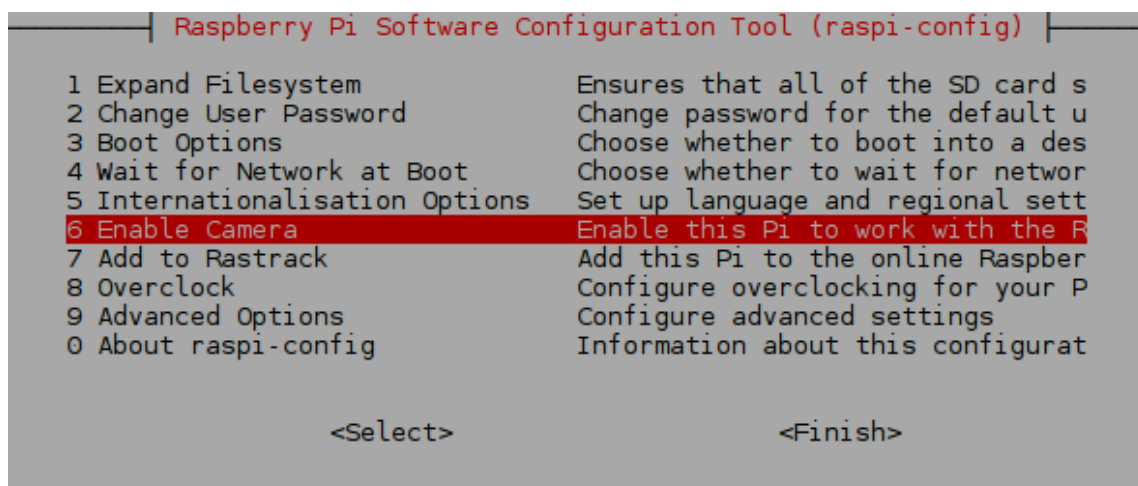 Raspberry Pi Software Configuration Tool (raspi-config)
1 Expand Filesystem Ensures that all of the SD card s
2 Change User Password Change password for the default u
3 Boot Options Choose whether to boot into a des
4 Wait for Network at Boot Choose whether to wait for networ
5 Internationalisation Options Set up language and regional sett
6 Enable Camera Enable this Pi to work with the R
7 Add to Rastrack Add this Pi to the online Raspber
8 Overclock Configure overclocking for your P
9 Advanced Options Configure advanced settings
0 About raspi-config Information about this configurat
<Select> <Finish>